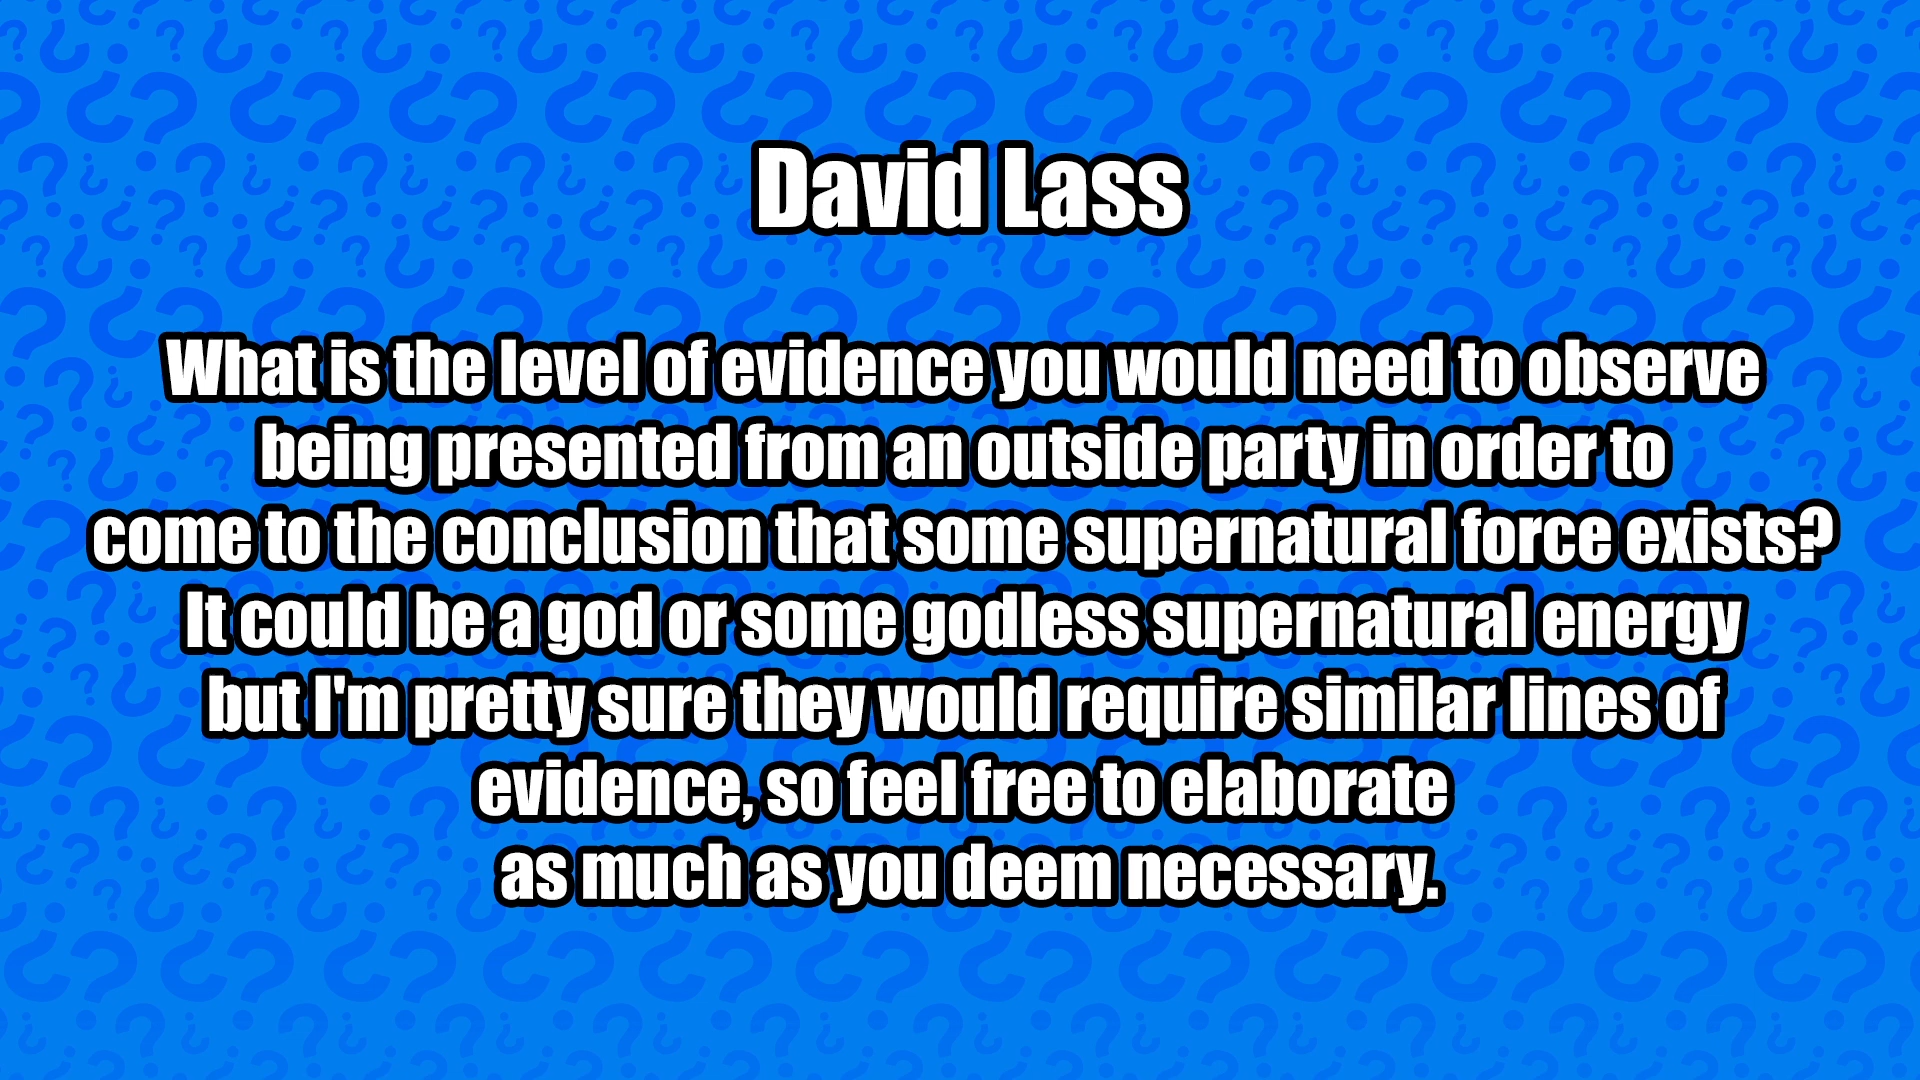 David Lass
What is the level of evidence you would need to observe
being presented from an outside party in order to
come to the conclusion that some supernatural force exists?
It could be a god or some godless supernatural energy
but I'm pretty sure they would require similar lines of
evidence, so feel free to elaborate
as much as you deem necessary.